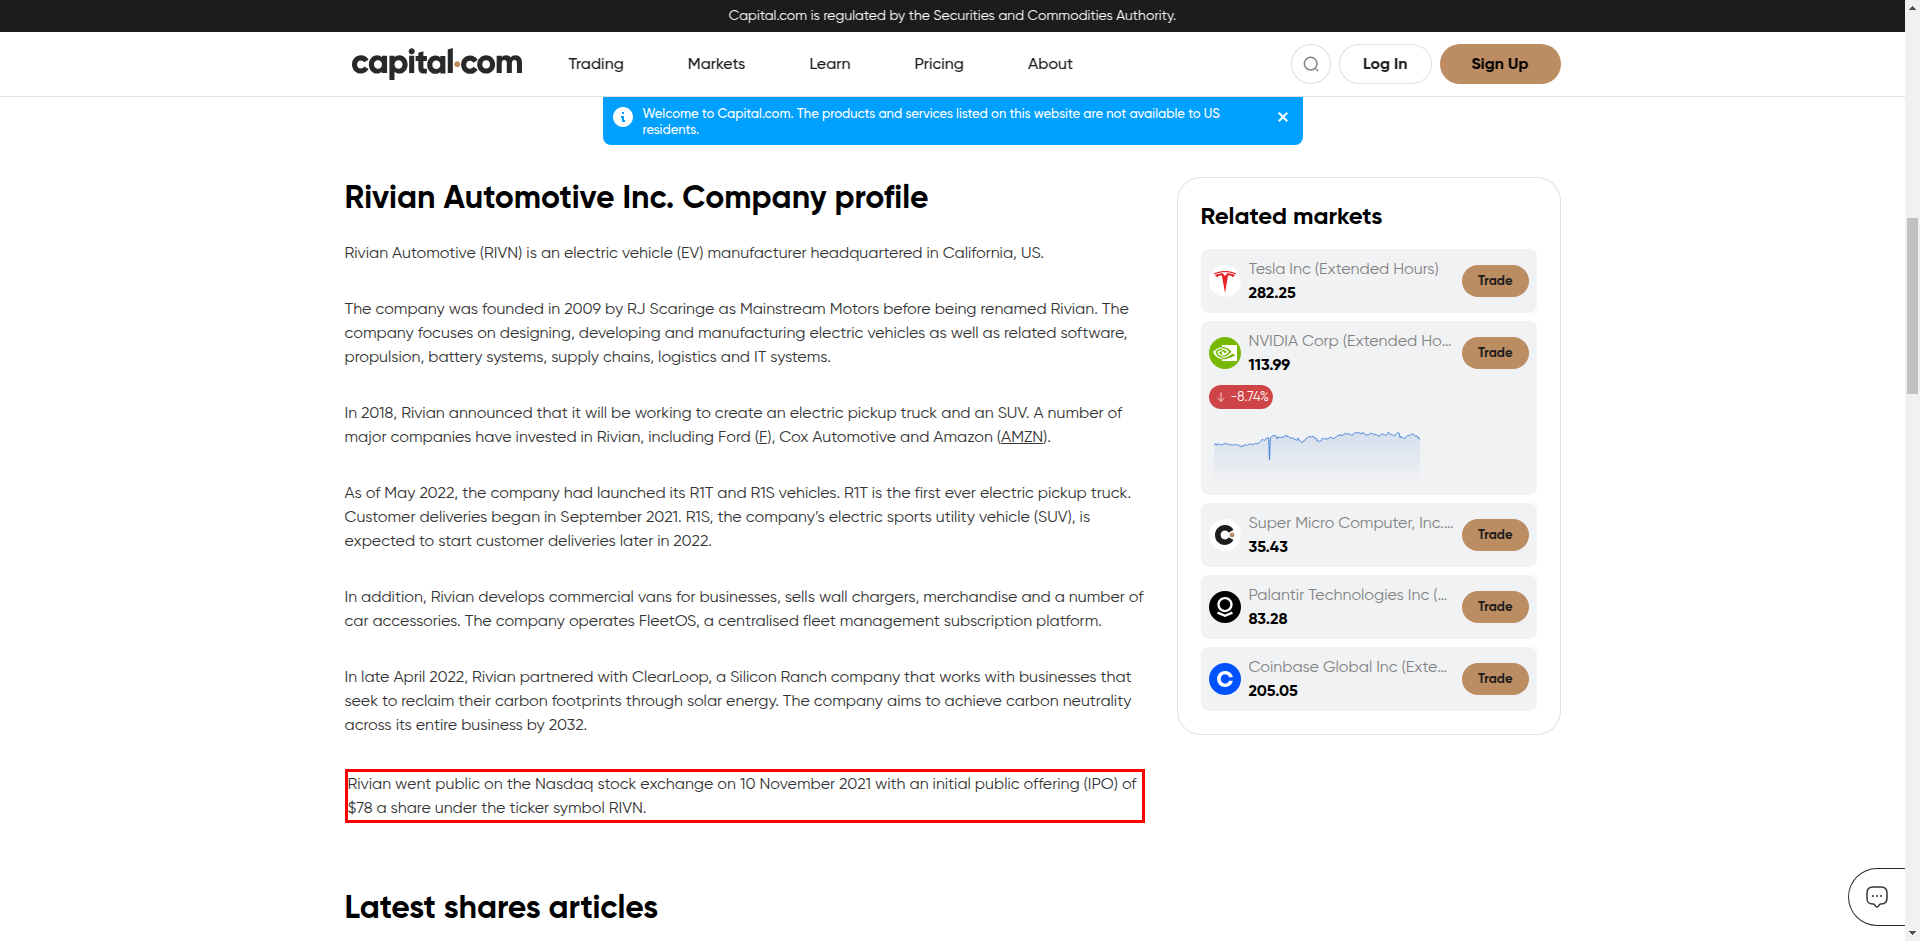 Capital.com is regulated by the Securities and Commodities Authority.
capital.com
Trading
Markets
Learn
Pricing
About
Log In
Sign Up
Welcome to Capital.com. The products and services listed on this website are not available to US
residents.
Rivian Automotive Inc. Company profile
Rivian Automotive (RIVN) is an electric vehicle (EV) manufacturer headquartered in California, US.
The company was founded in 2009 by RJ Scaringe as Mainstream Motors before being renamed Rivian. The
company focuses on designing, developing and manufacturing electric vehicles as well as related software,
propulsion, battery systems, supply chains, logistics and IT systems.
In 2018, Rivian announced that it will be working to create an electric pickup truck and an SUV. A number of
major companies have invested in Rivian, including Ford (F), Cox Automotive and Amazon (AMZN).
As of May 2022, the company had launched its R1T and R1S vehicles. R1T is the first ever electric pickup truck.
Customer deliveries began in September 2021. R1S, the company’s electric sports utility vehicle (SUV), is
expected to start customer deliveries later in 2022.
In addition, Rivian develops commercial vans for businesses, sells wall chargers, merchandise and a number of
car accessories. The company operates FleetOS, a centralised fleet management subscription platform.
In late April 2022, Rivian partnered with ClearLoop, a Silicon Ranch company that works with businesses that
seek to reclaim their carbon footprints through solar energy. The company aims to achieve carbon neutrality
across its entire business by 2032.
Rivian went public on the Nasdaq stock exchange on 10 November 2021 with an initial public offering (IPO) of
$78 a share under the ticker symbol RIVN.
Latest shares articles
Related markets
Tesla Inc (Extended Hours)
282.25
Trade
NVIDIA Corp (Extended Ho...
113.99
Trade
↓ -8.74%
Super Micro Computer, Inc....
35.43
Trade
Palantir Technologies Inc (...
83.28
Trade
Coinbase Global Inc (Exte...
205.05
Trade